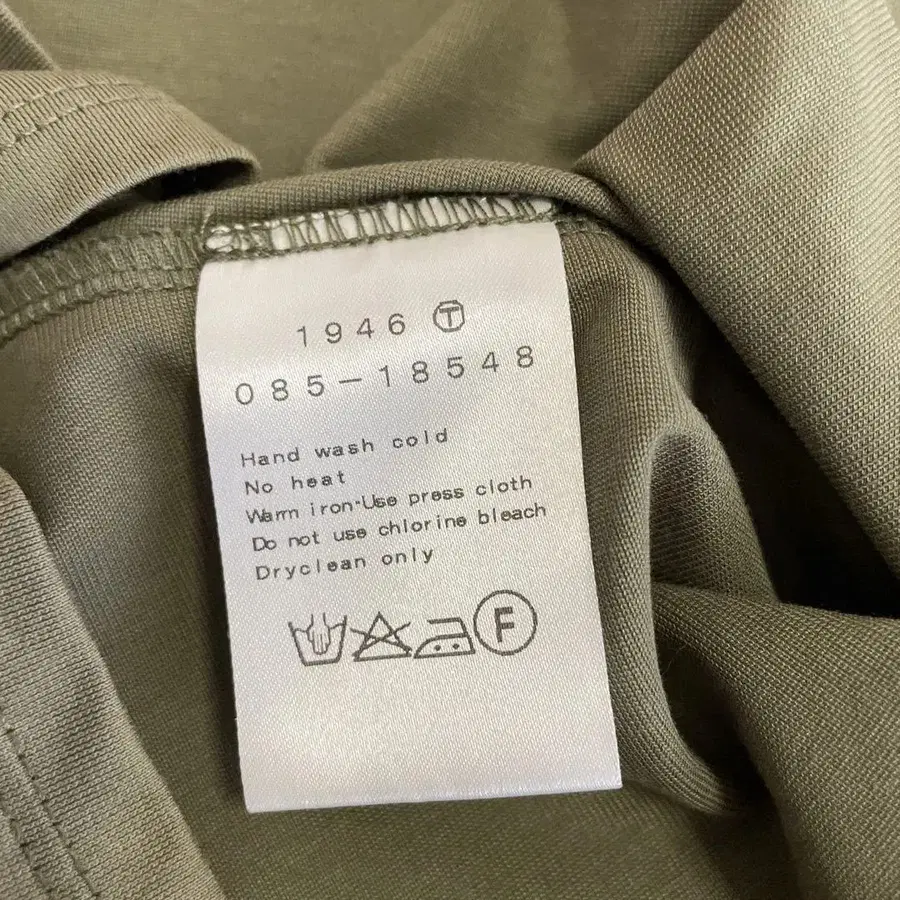 1946 Ⓣ
085-18548
Hand wash cold
No heat
Warm iron·Use press cloth
Do not use chlorine bleach
Dryclean only
F